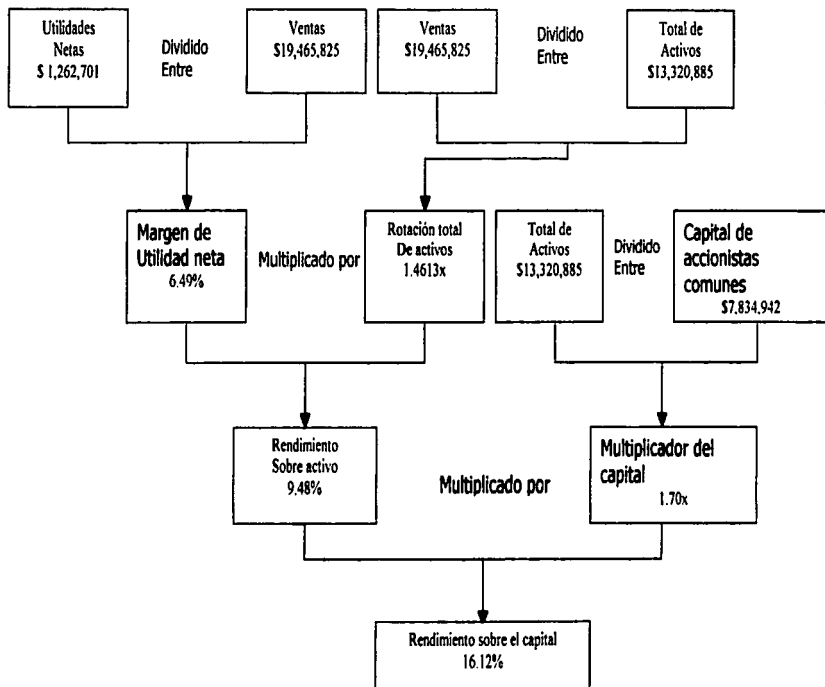 Utilidades
Netas
$ 1,262,701
Dividido
Entre
Ventas
$19,465,825
Ventas
$19,465,825
Dividido
Entre
Total de
Activos
$13,320,885
Margen de
Utilidad neta
6.49%
Multiplicado por
Rotación total
De activos
1.4613x
Total de
Activos
$13,320,885
Dividido
Entre
Capital de
accionistas
comunes
$7,834,942
Rendimiento
Sobre activo
9.48%
Multiplicado por
Multiplicador del
capital
1.70x
Rendimiento sobre el capital
16.12%